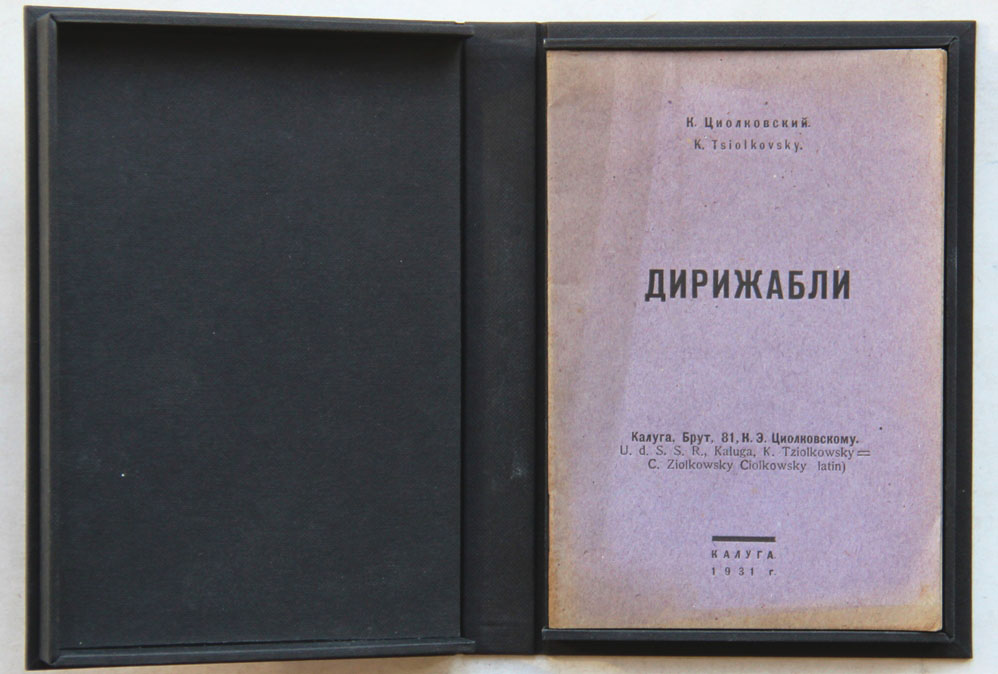 К. Циолковский.
K. Tsiolkovsky.
ДИРИЖАБЛИ
Калуга, Брут, 81, К. Э. Циолковскому.
U. d. S. S. R., Kaluga, K. Tziolkowsky=
C. Ziolkowsky Ciolkowsky latin)
КАЛУГА.
1931 г.